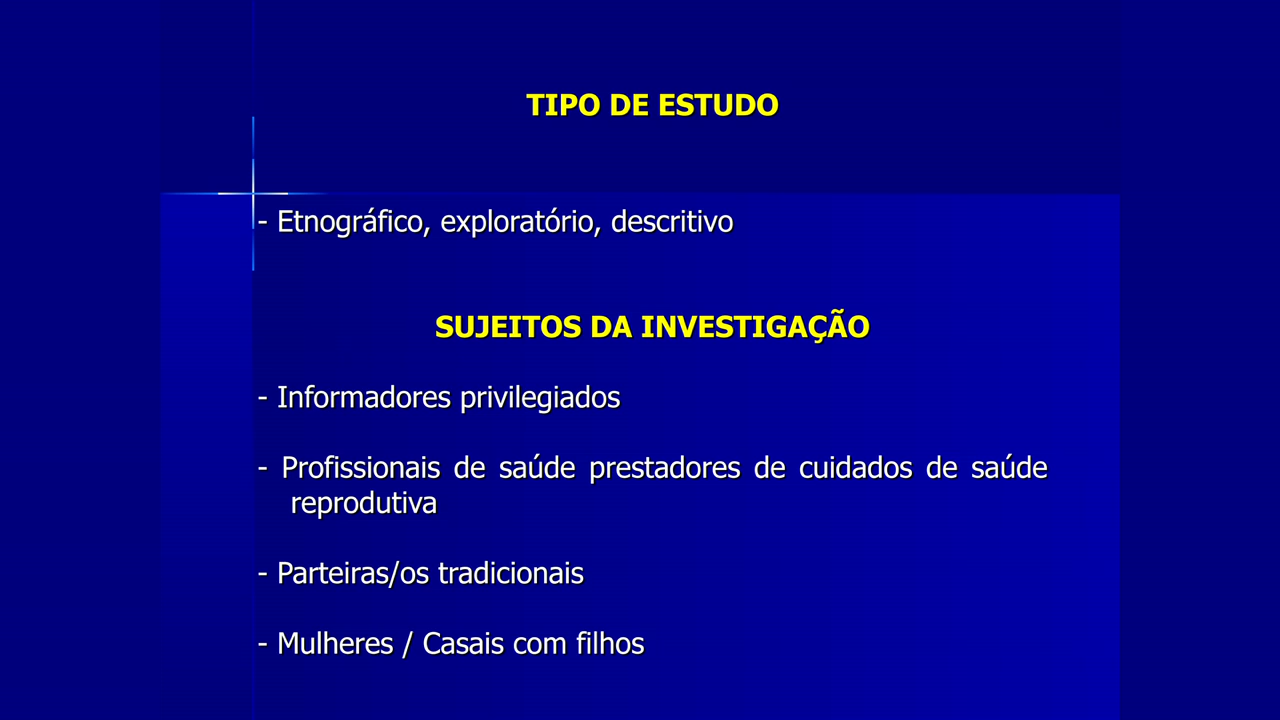 TIPO DE ESTUDO
- Etnográfico, exploratório, descritivo
SUJEITOS DA INVESTIGAÇÃO
- Informadores privilegiados
- Profissionais de saúde prestadores de cuidados de saúde
reprodutiva
- Parteiras/os tradicionais
- Mulheres / Casais com filhos